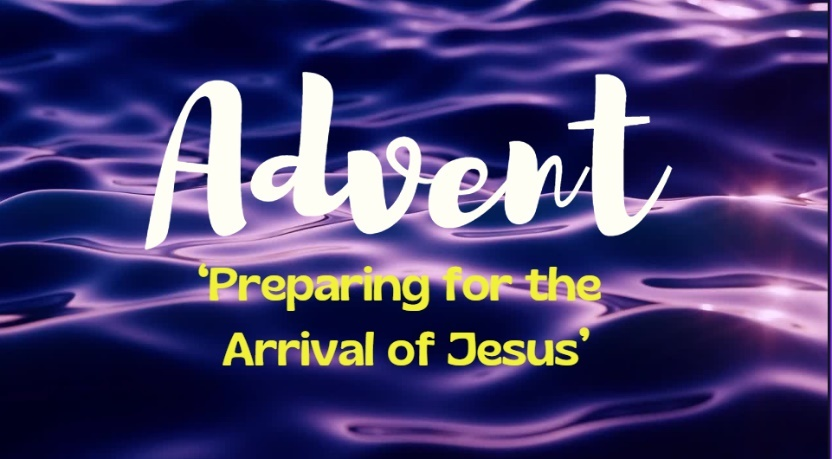 Advent
‘Preparing for the
Arrival of Jesus’